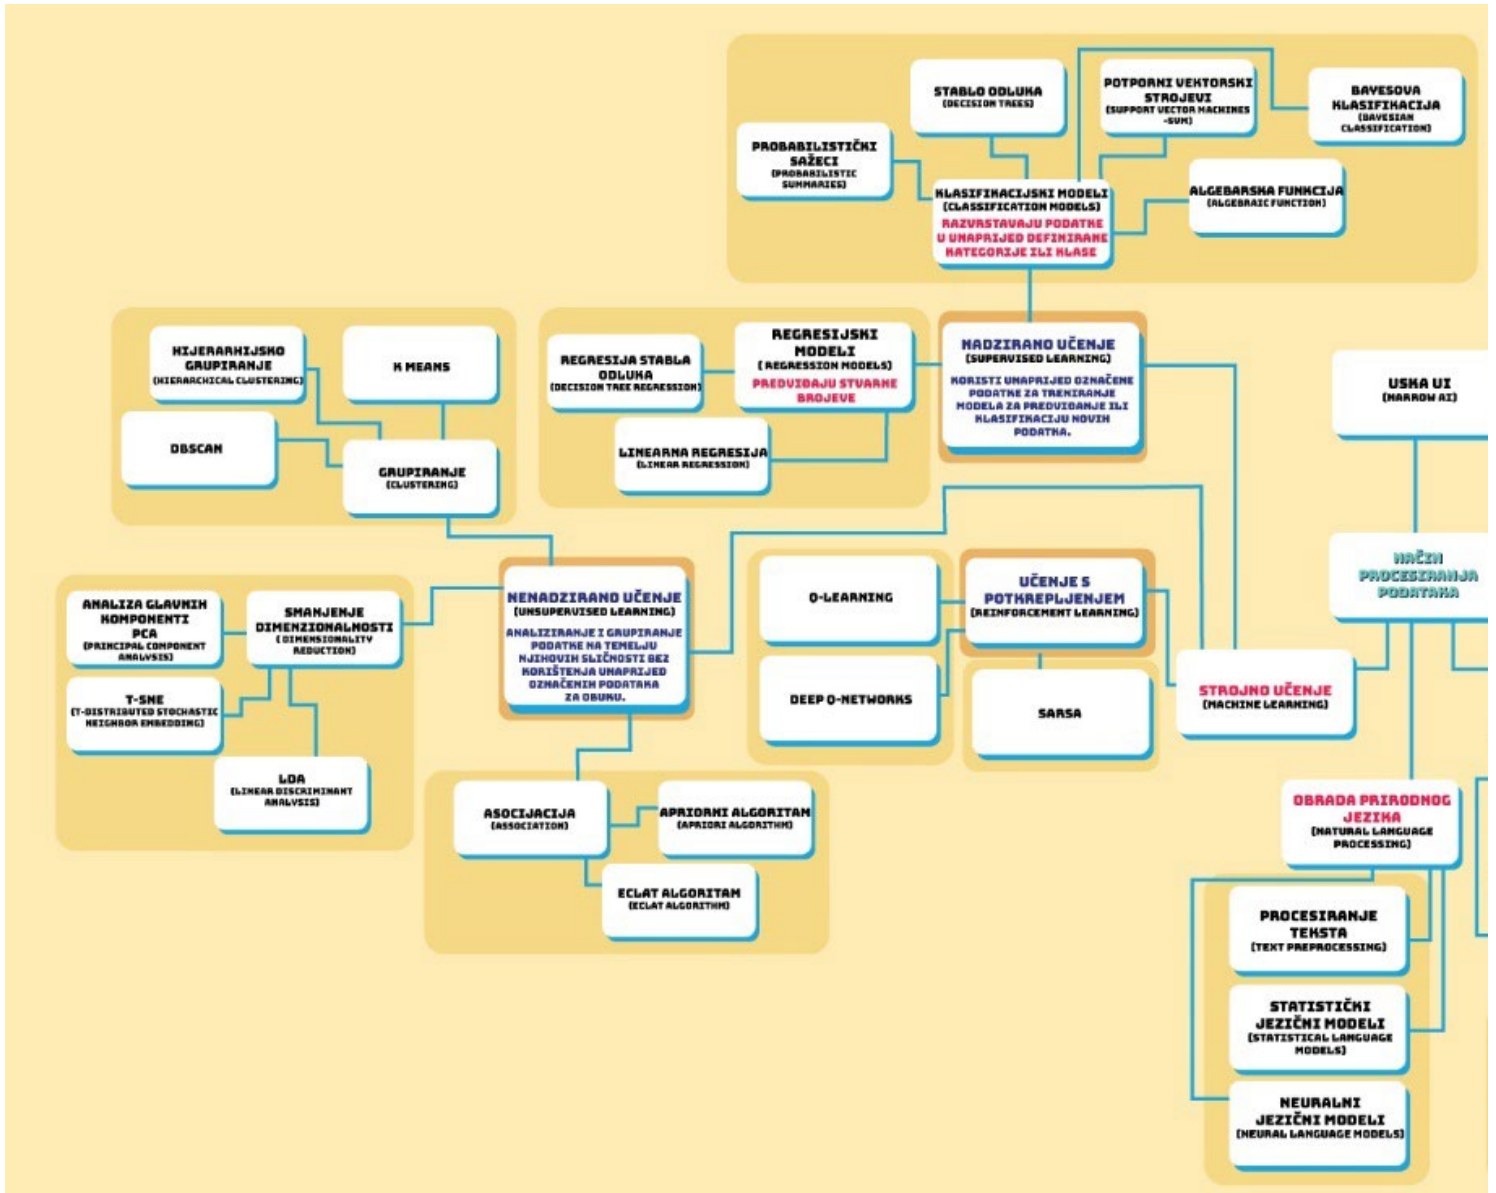 STABLO ODLUKA
(DECISION TREES)
POTPORNI VEKTORSKI
STROJEVI
(SUPPORT VECTOR MACHINES
-SVM)
BAYESOVA
KLASIFIKACIJA
(BAYESIAN
CLASSIFICATION)
PROBABILISTIČKI
SAŽECI
(PROBABILISTIC
SUMMARIES)
KLASIFIKACIJSKI MODELI
(CLASSIFICATION MODELS)
RAZVRSTAVAJU PODATKE
U UNAPRIJED DEFINIRANE
KATEGORIJE ILI KLASE
ALGEBARSKA FUNKCIJA
(ALGEBRAIC FUNCTION)
HIJERARHIJSKO
GRUPIRANJE
(HIERARCHICAL CLUSTERING)
K MEANS
DBSCAN
GRUPIRANJE
(CLUSTERING)
REGRESIJA STABLA
ODLUKA
(DECISION TREE REGRESSION)
REGRESIJSKI
MODELI
( REGRESSION MODELS)
PREDVIĐAJU STVARNE
BROJEVE
LINEARNA REGRESIJA
(LINEAR REGRESSION)
NADZIRANO UČENJE
(SUPERVISED LEARNING)
KORISTI UNAPRIJED OZNAČENE
PODATKE ZA TRENIRANJE
MODELA ZA PREDVIĐANJE ILI
KLASIFIKACIJU NOVIH
PODATKA.
USKA UI
(NARROW AI)
NAČIN
PROCESIRANJA
PODATAKA
ANALIZA GLAVNIH
KOMPONENTI
PCA
(PRINCIPAL COMPONENT
ANALYSIS)
SMANJENJE
DIMENZIONALNOSTI
( DIMENSIONALITY
REDUCTION)
T-SNE
(T-DISTRIBUTED STOCHASTIC
NEIGHBOR EMBEDDING)
LDA
(LINEAR DISCRIMINANT
ANALYSIS)
NENADZIRANO UČENJE
(UNSUPERVISED LEARNING)
ANALIZIRANJE I GRUPIRANJE
PODATKE NA TEMELJU
NJIHOVIH SLIČNOSTI BEZ
KORIŠTENJA UNAPRIJED
OZNAČENIH PODATAKA
ZA OBUKU.
Q-LEARNING
DEEP Q-NETWORKS
UČENJE S
POTKREPLJENJEM
(REINFORCEMENT LEARNING)
SARSA
STROJNO UČENJE
(MACHINE LEARNING)
ASOCIJACIJA
(ASSOCIATION)
APRIORNI ALGORITAM
(APRIORI ALGORITHM)
ECLAT ALGORITAM
(ECLAT ALGORITHM)
OBRADA PRIRODNOG
JEZIKA
(NATURAL LANGUAGE
PROCESSING)
PROCESIRANJE
TEKSTA
(TEXT PREPROCESSING)
STATISTIČKI
JEZIČNI MODELI
(STATISTICAL LANGUAGE
MODELS)
NEURALNI
JEZIČNI MODELI
(NEURAL LANGUAGE MODELS)